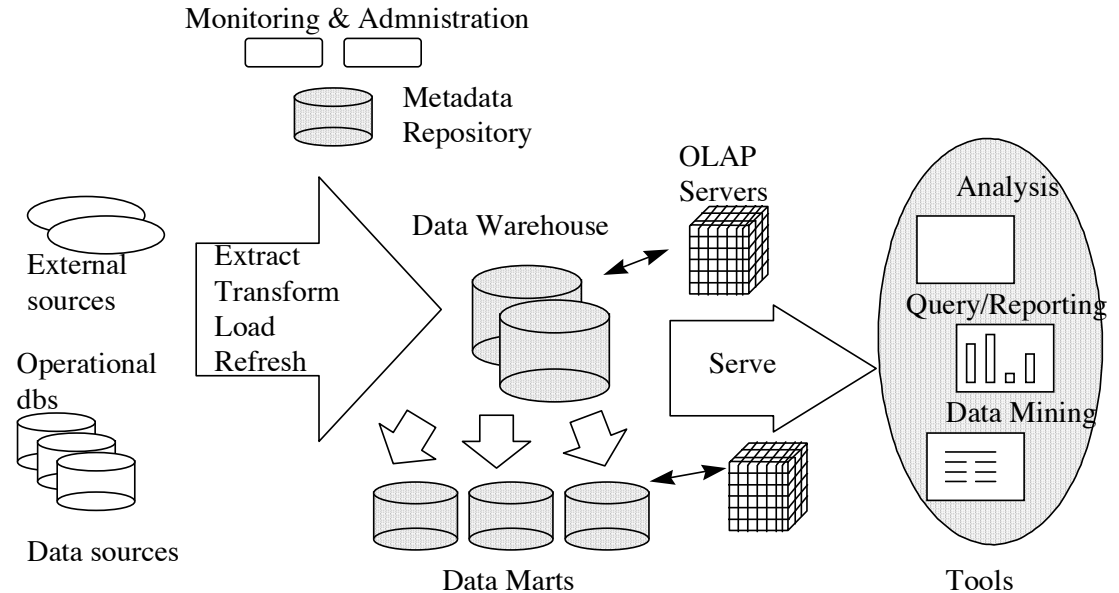 Monitoring & Admnistration
Metadata
Repository
OLAP
Servers
Analysis
Data Warehouse
External
sources
Extract
Transform
Load
Refresh
Query/Reporting
Serve
Operational
dbs
Data Mining
Data sources
Data Marts
Tools